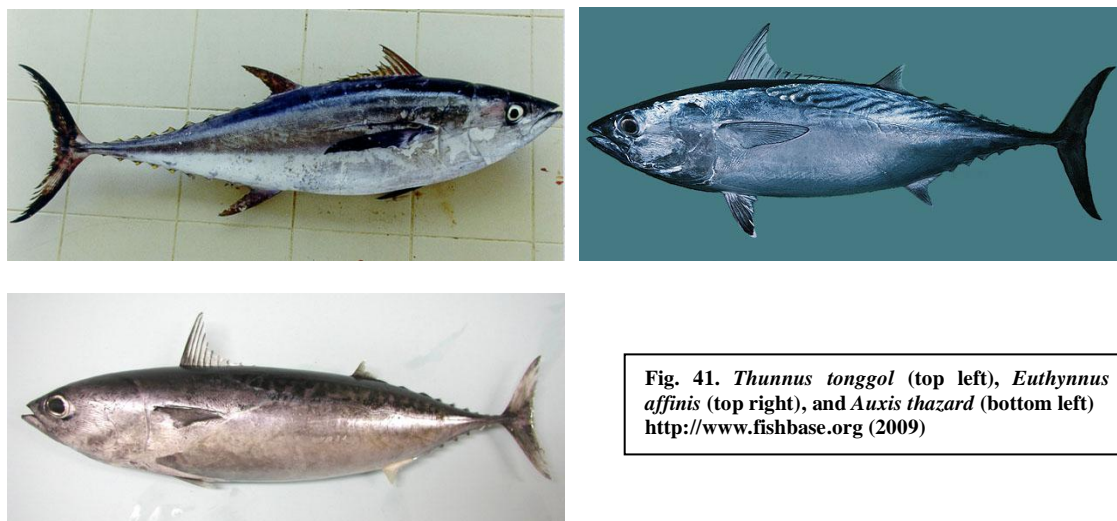 Fig. 41. Thunnus tonggol (top left), Euthynnus
affinis (top right), and Auxis thazard (bottom left)
http://www.fishbase.org (2009)